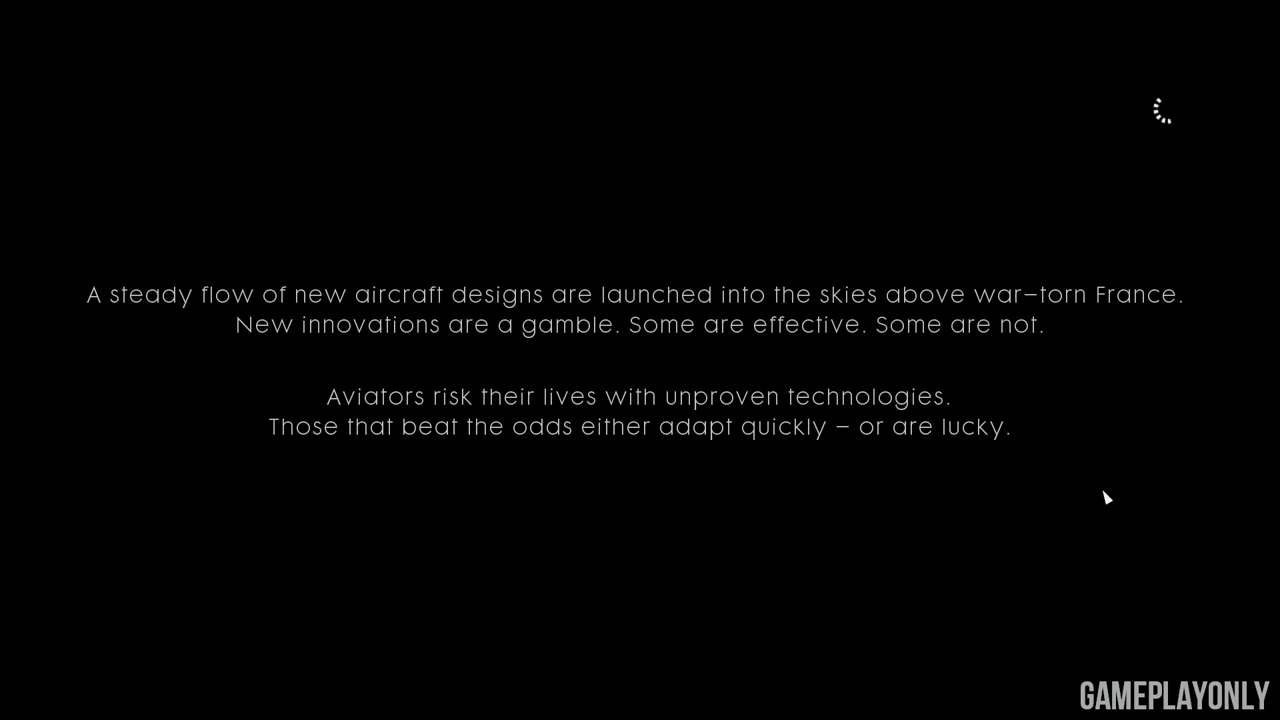 A steady flow of new aircraft designs are launched into the skies above war–torn France.
New innovations are a gamble. Some are effective. Some are not.
Aviators risk their lives with unproven technologies.
Those that beat the odds either adapt quickly – or are lucky.
GAMEPLAYONLY